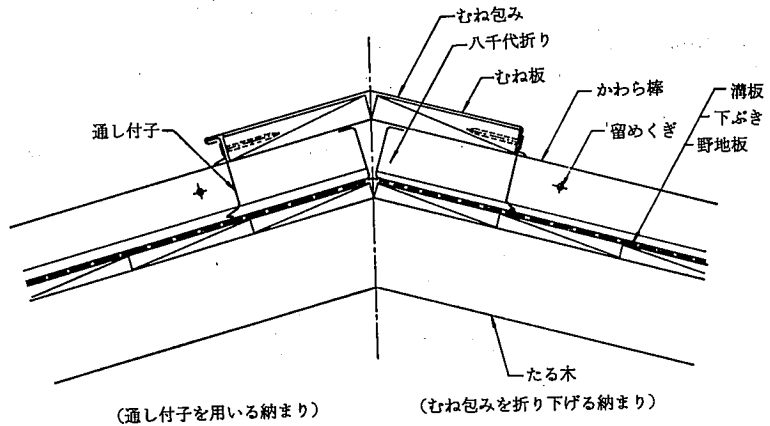 むね包み
八千代折り
むね板
かわら棒
溝板
下ぶき
野地板
留めくぎ
通し付子
たる木
(通し付子を用いる納まり)
(むね包みを折り下げる納まり)